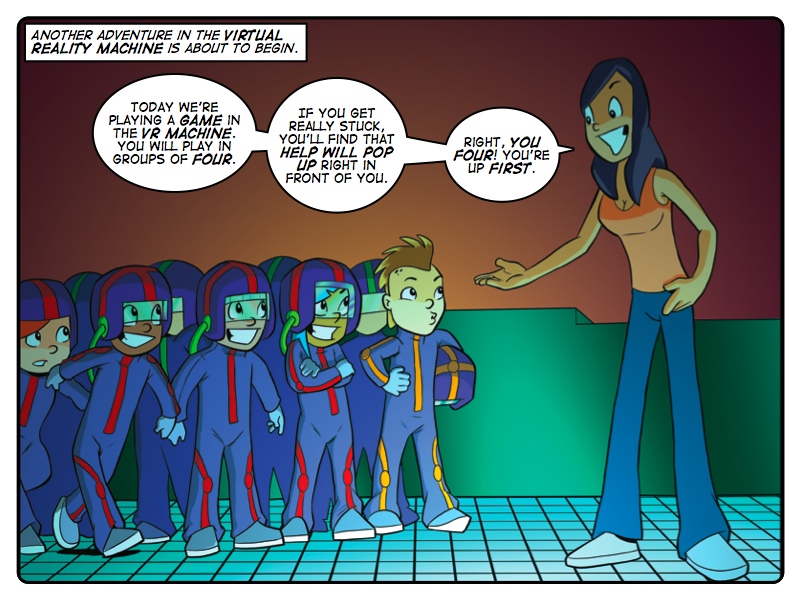 ANOTHER ADVENTURE IN THE VIRTUAL
REALITY MACHINE IS ABOUT TO BEGIN.
TODAY WE'RE
PLAYING A GAME IN
THE VR MACHINE.
YOU WILL PLAY IN
GROUPS OF FOUR.
IF YOU GET
REALLY STUCK,
YOU'LL FIND THAT
HELP WILL POP
UP RIGHT IN
FRONT OF YOU.
RIGHT, YOU
FOUR! YOU'RE
UP FIRST.